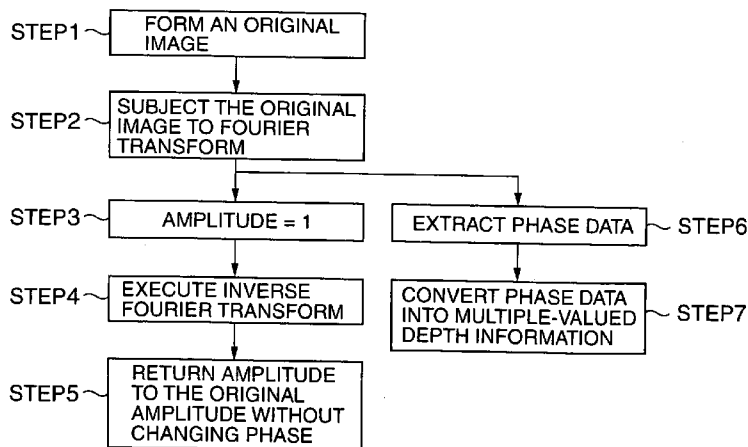 STEP1
FORM AN ORIGINAL
IMAGE
STEP2
SUBJECT THE ORIGINAL
IMAGE TO FOURIER
TRANSFORM
STEP3
AMPLITUDE = 1
EXTRACT PHASE DATA
STEP6
STEP4
EXECUTE INVERSE
FOURIER TRANSFORM
CONVERT PHASE DATA
INTO MULTIPLE-VALUED
DEPTH INFORMATION
STEP7
STEP5
RETURN AMPLITUDE
TO THE ORIGINAL
AMPLITUDE WITHOUT
CHANGING PHASE